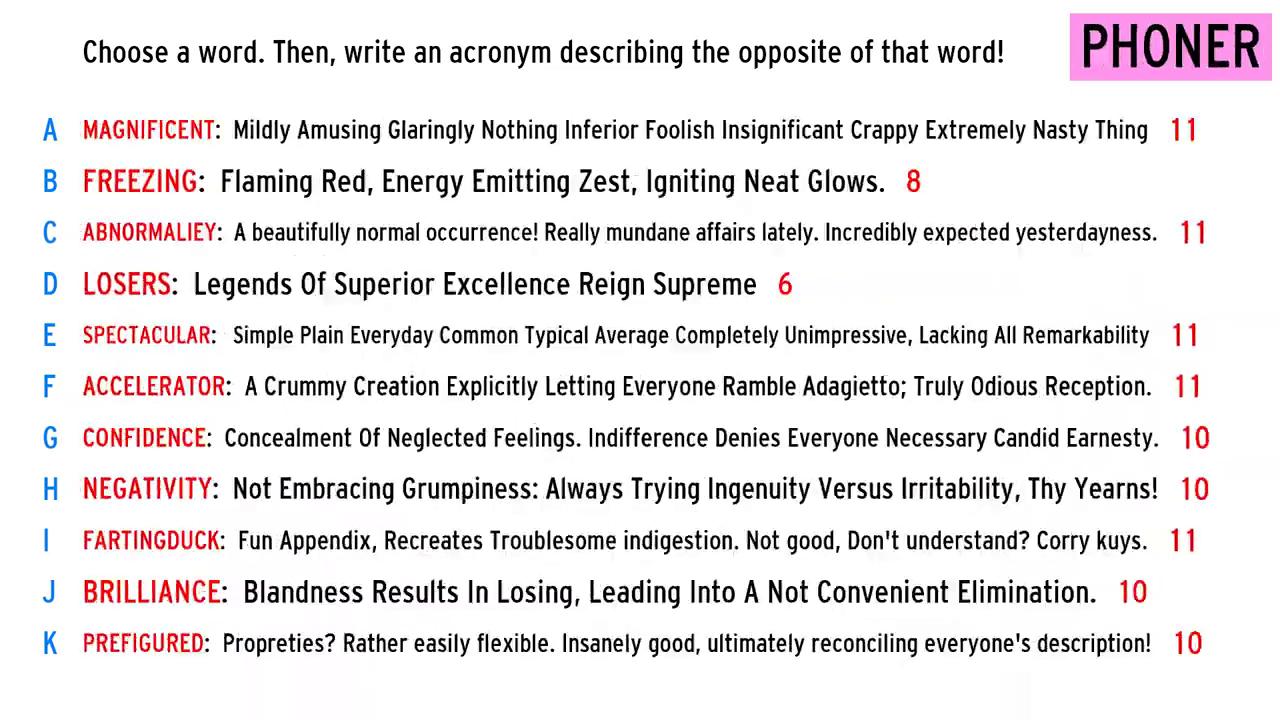 Choose a word. Then, write an acronym describing the opposite of that word!
PHONER
A MAGNIFICENT: Mildly Amusing Glaringly Nothing Inferior Foolish Insignificant Crappy Extremely Nasty Thing 11
B FREEZING: Flaming Red, Energy Emitting Zest, Igniting Neat Glows. 8
C ABNORMALIEY: A beautifully normal occurrence! Really mundane affairs lately. Incredibly expected yesterdayness. 11
D LOSERS: Legends Of Superior Excellence Reign Supreme 6
E SPECTACULAR: Simple Plain Everyday Common Typical Average Completely Unimpressive, Lacking All Remarkability 11
F ACCELERATOR: A Crummy Creation Explicitly Letting Everyone Ramble Adagietto; Truly Odious Reception. 11
G CONFIDENCE: Concealment Of Neglected Feelings. Indifference Denies Everyone Necessary Candid Earnesty. 10
H NEGATIVITY: Not Embracing Grumpiness: Always Trying Ingenuity Versus Irritability, Thy Yearns! 10
I FARTINGDUCK: Fun Appendix, Recreates Troublesome indigestion. Not good, Don't understand? Corry kuys. 11
J BRILLIANCE: Blandness Results In Losing, Leading Into A Not Convenient Elimination. 10
K PREFIGURED: Propreties? Rather easily flexible. Insanely good, ultimately reconciling everyone's description! 10